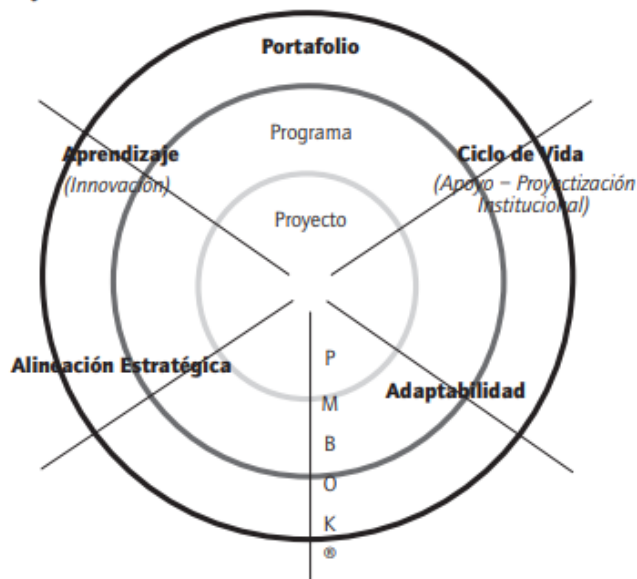 Portafolio
Programa
Aprendizaje
(Innovación)
Ciclo de Vida
(Apoyo – Proyectización
Institucional)
Proyecto
Alineación Estratégica
Adaptabilidad
P
M
B
O
K
®